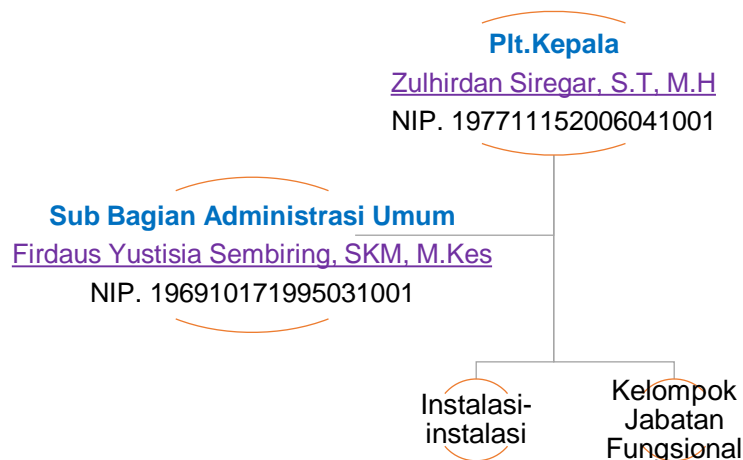 Plt.Kepala
Zulhirdan Siregar, S.T, M.H
NIP. 197711152006041001
Sub Bagian Administrasi Umum
Firdaus Yustisia Sembiring, SKM, M.Kes
NIP. 196910171995031001
Instalasi-
instalasi
Kelompok
Jabatan
Fungsional